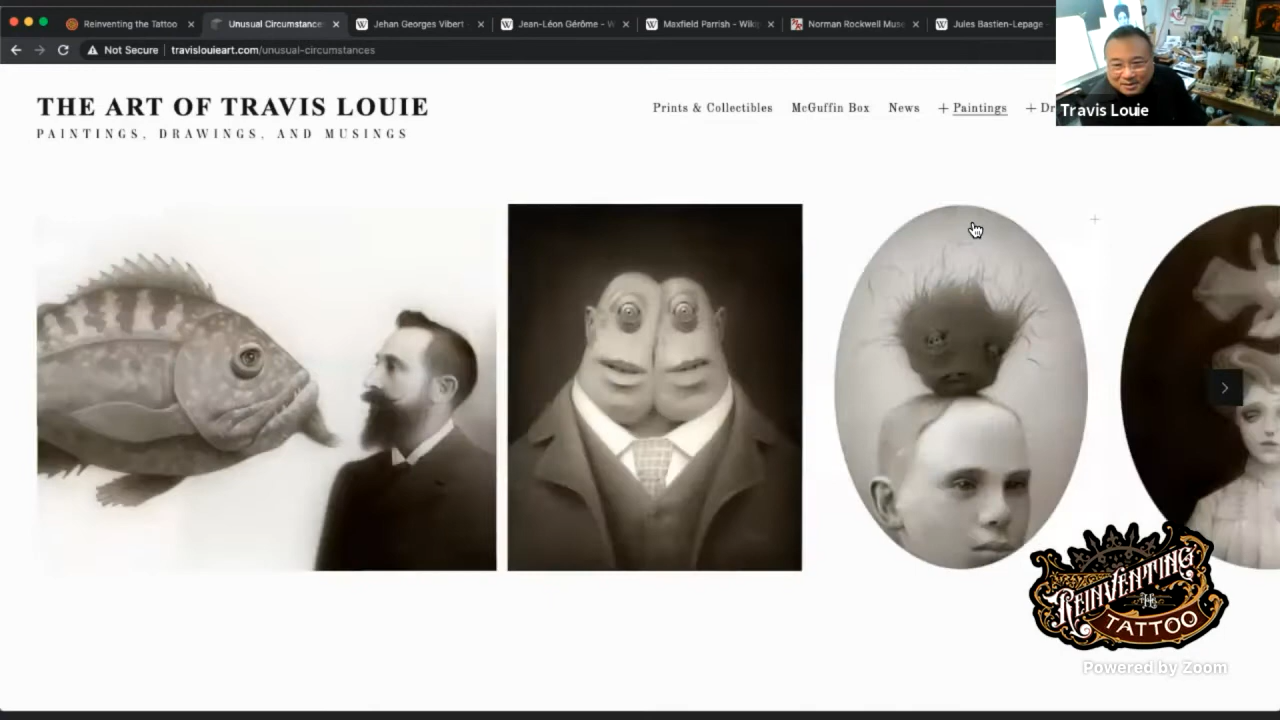 Reinventing the Tattoo
Unusual Circumstance
Jehan Georges Vibert -
Jean-Léon Gérôme - W
Maxfield Parrish - Wiki
Norman Rockwell Muse
Jules Bastien-Lepage
Not Secure
travislouieart.com/unusual-circumstances
Travis Louie
THE ART OF TRAVIS LOUIE
PAINTINGS, DRAWINGS, AND MUSINGS
Prints & Collectibles
McGuffin Box
News
+ Paintings
+ Dr
REINVENTING
THE
TATTOO
Powered by Zoom